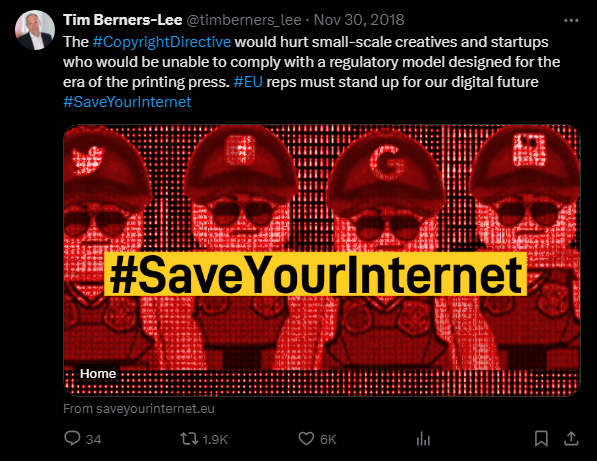 Tim Berners-Lee @timberners_lee · Nov 30, 2018
The #CopyrightDirective would hurt small-scale creatives and startups
who would be unable to comply with a regulatory model designed for the
era of the printing press. #EU reps must stand up for our digital future
#SaveYourInternet
G
#SaveYourInternet
Home
From saveyourinternet.eu
34 1.9K 6K